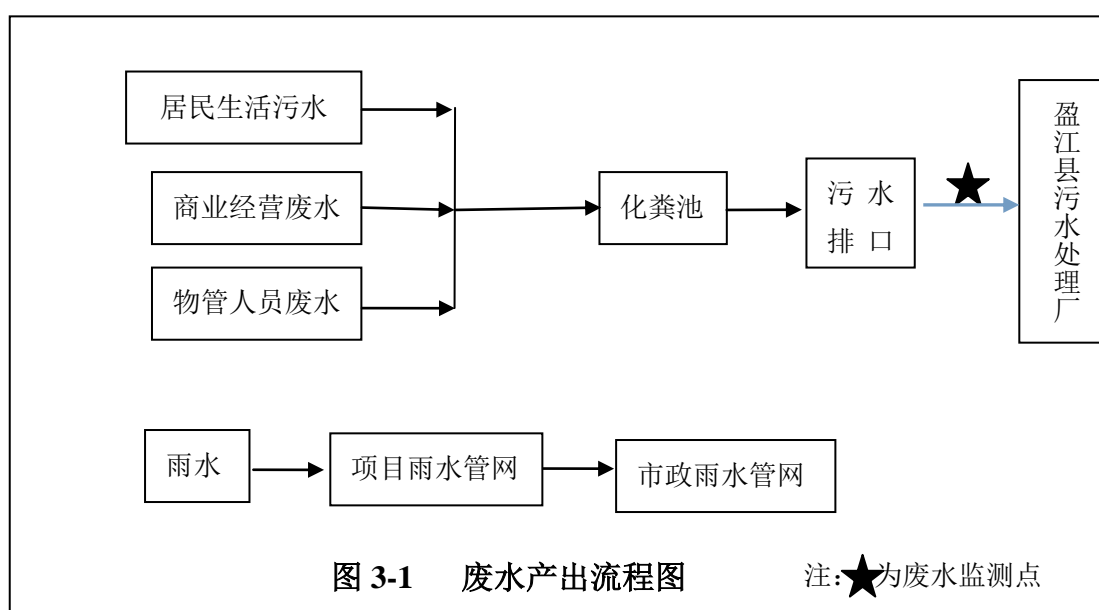 居民生活污水
商业经营废水
物管人员废水
化粪池
污水
排口
盈江县污水处理厂
雨水
项目雨水管网
市政雨水管网
图 3-1 废水产出流程图
注：★为废水监测点